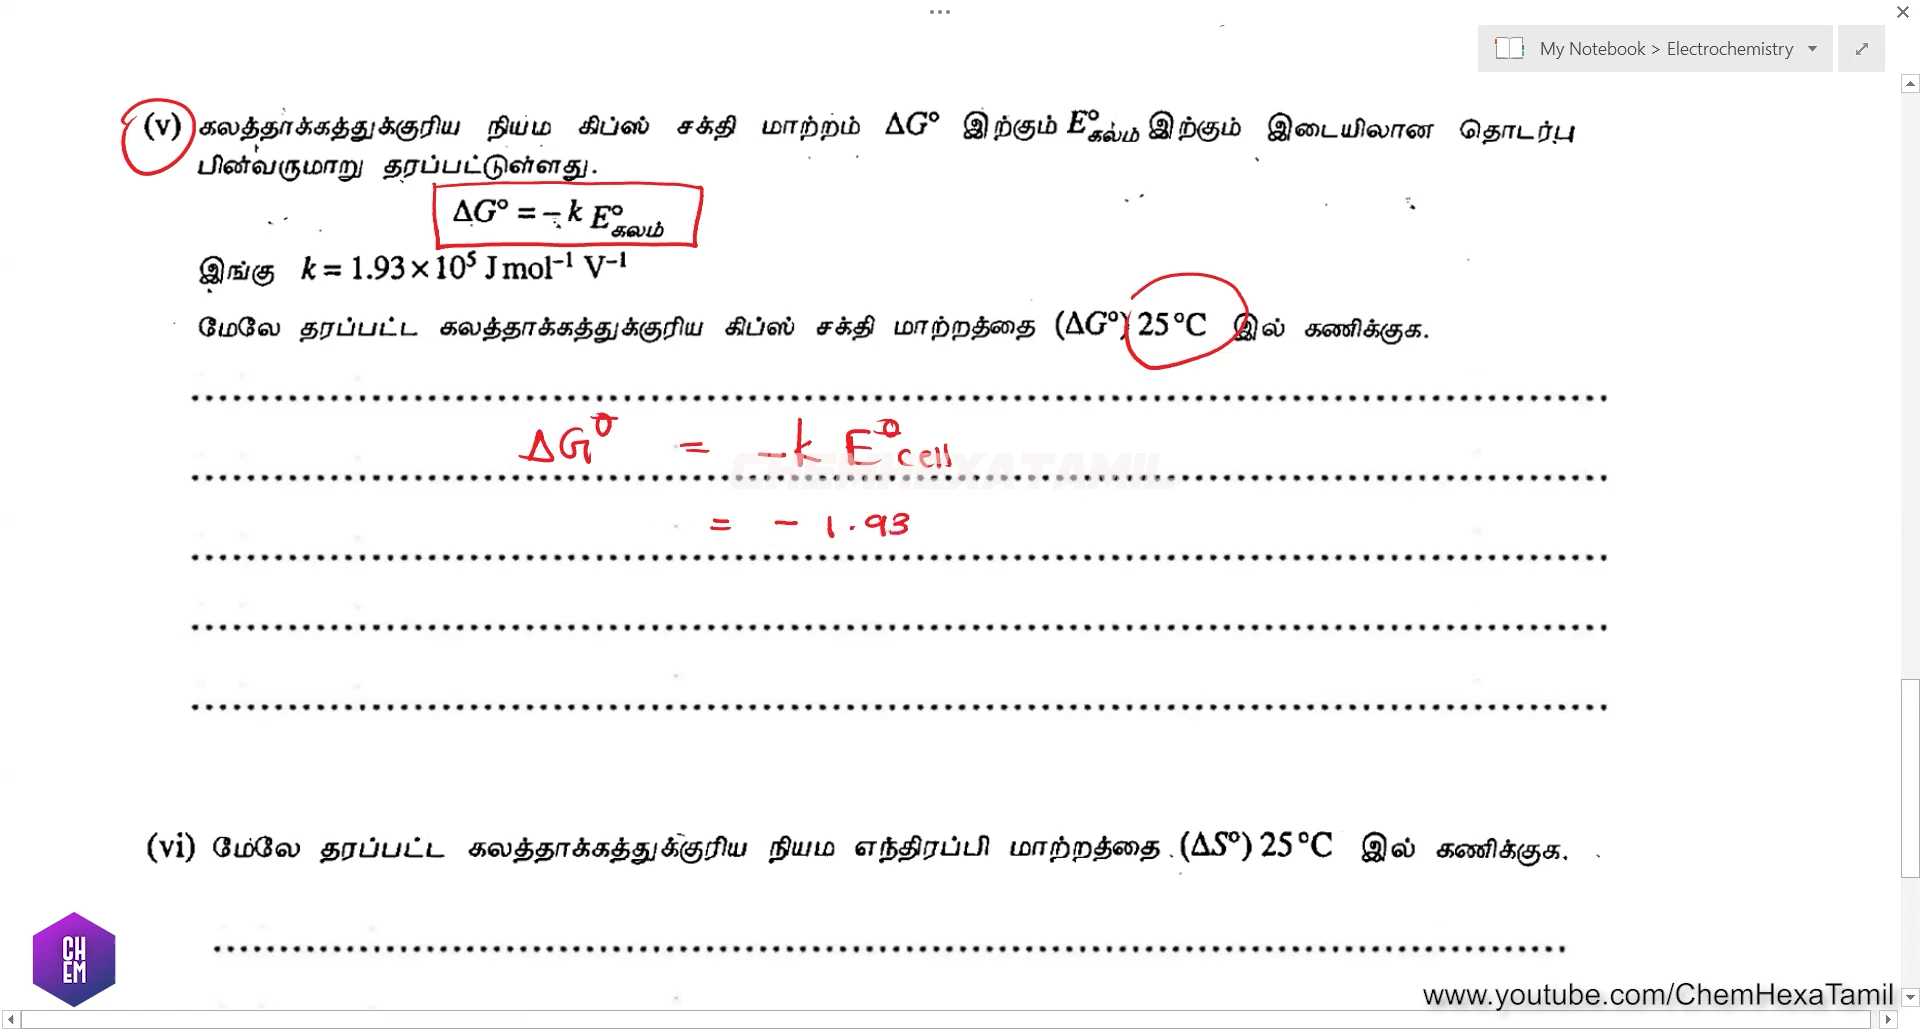 My Notebook > Electrochemistry
(v) கலத்தாக்கத்துக்குரிய நியம கிப்ஸ் சக்தி மாற்றம் ΔG° இற்கும் E°கலம் இற்கும் இடையிலான தொடர்பு
பின்வருமாறு தரப்பட்டுள்ளது.
ΔG° = – k E°கலம்
இங்கு k = 1.93 × 10⁵ J mol⁻¹ V⁻¹
மேலே தரப்பட்ட கலத்தாக்கத்துக்குரிய கிப்ஸ் சக்தி மாற்றத்தை (ΔG°) 25 °C இல் கணிக்குக.
ΔG° = -k E°cell
CHEMHEXATAMIL
= - 1.93
(vi) மேலே தரப்பட்ட கலத்தாக்கத்துக்குரிய நியம எந்திரப்பி மாற்றத்தை (ΔS°) 25 °C இல் கணிக்குக.
CH
EM
www.youtube.com/ChemHexaTamil